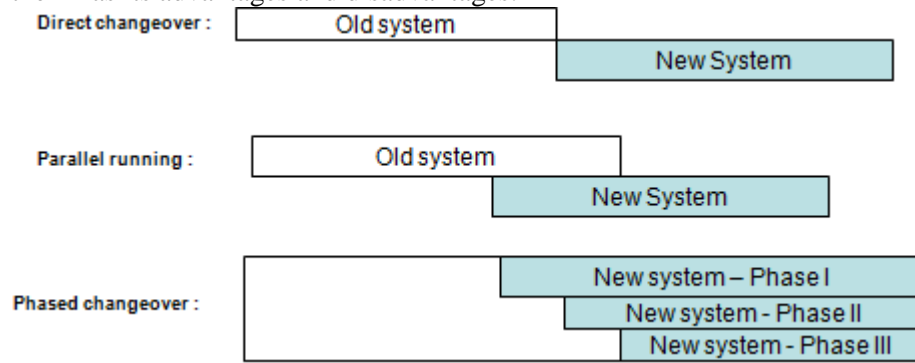 Direct changeover :
Old system
New System
Parallel running :
Old system
New System
Phased changeover :
New system – Phase I
New system - Phase II
New system - Phase III